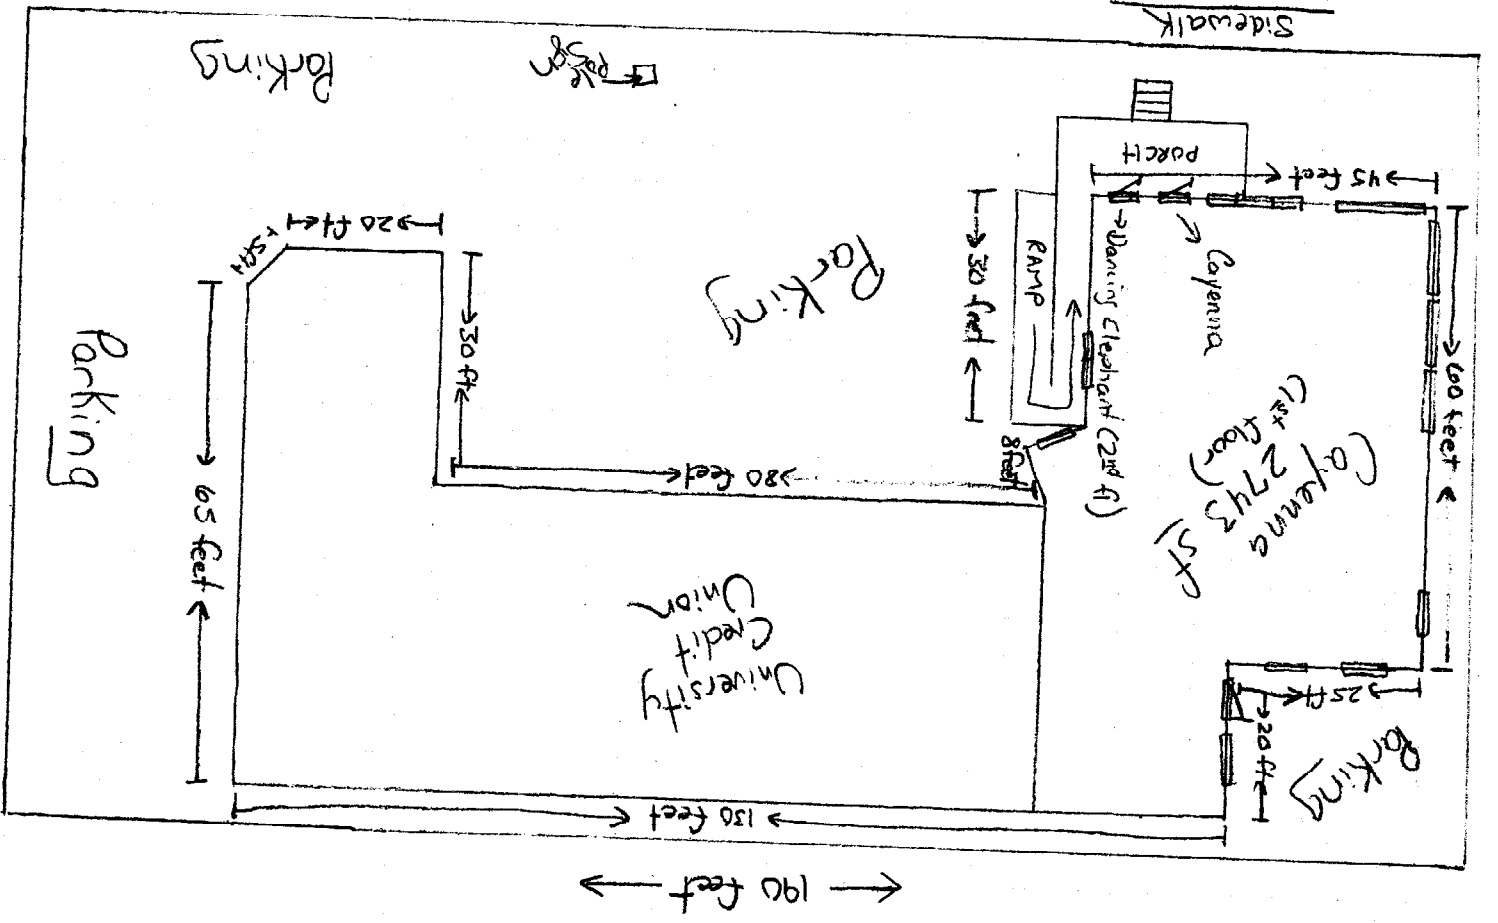 190 feet
130 feet
Parking
20 ft
25 ft
University
Credit
Union
65 feet
Cayenna
2743 sf
(1st floor)
60 feet
80 feet
8 feet
30 ft
Parking
30 feet
RAMP
Dancing Elephant (2nd fl)
Cayenna
20 ft
5ft
45 feet
PORCH
Parking
Parking
Pole
Sign
Sidewalk